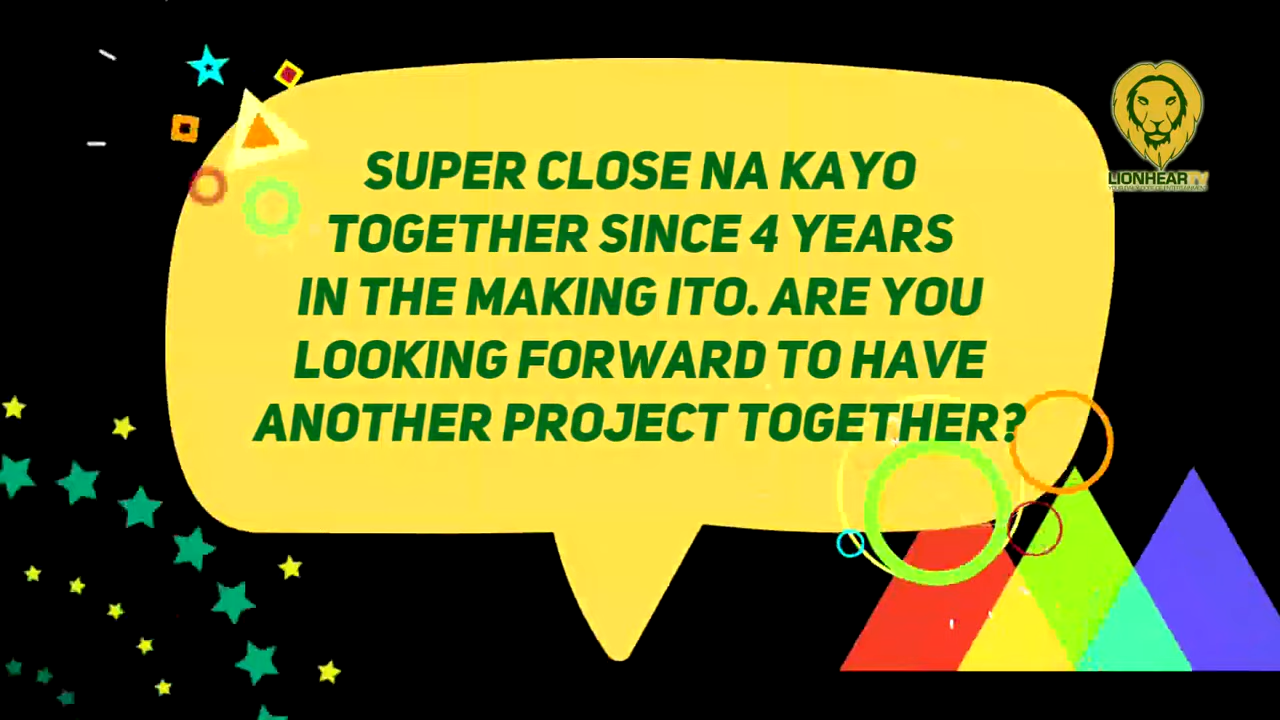 SUPER CLOSE NA KAYO
TOGETHER SINCE 4 YEARS
IN THE MAKING ITO. ARE YOU
LOOKING FORWARD TO HAVE
ANOTHER PROJECT TOGETHER?
LIONHEARTV